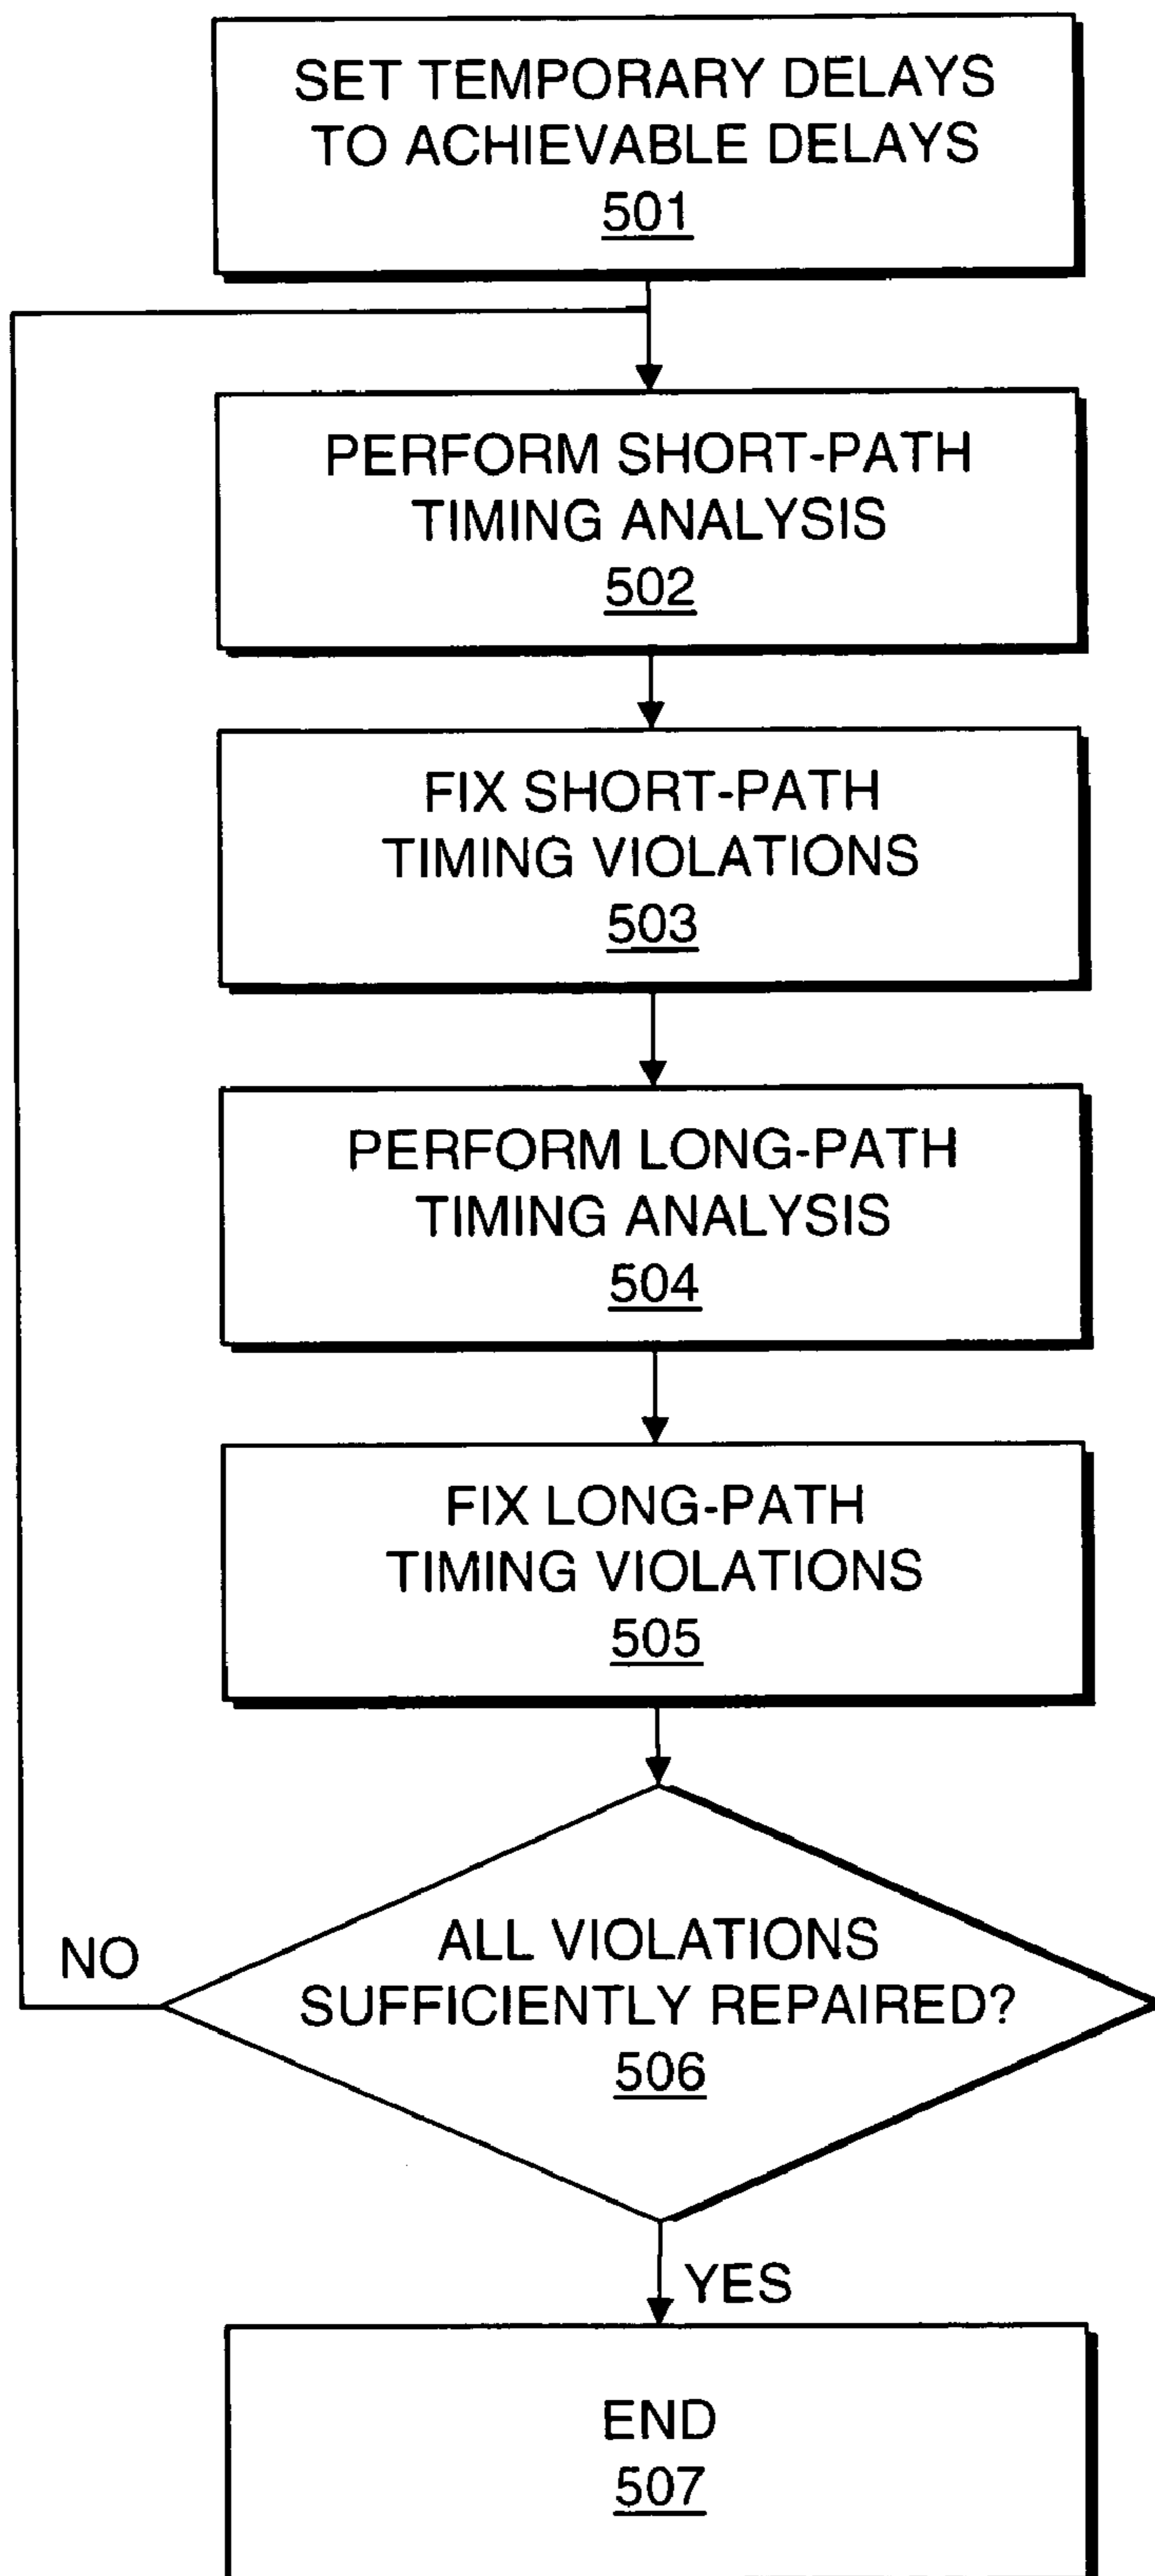 SET TEMPORARY DELAYS
TO ACHIEVABLE DELAYS
501
PERFORM SHORT-PATH
TIMING ANALYSIS
502
FIX SHORT-PATH
TIMING VIOLATIONS
503
PERFORM LONG-PATH
TIMING ANALYSIS
504
FIX LONG-PATH
TIMING VIOLATIONS
505
NO
ALL VIOLATIONS
SUFFICIENTLY REPAIRED?
506
YES
END
507